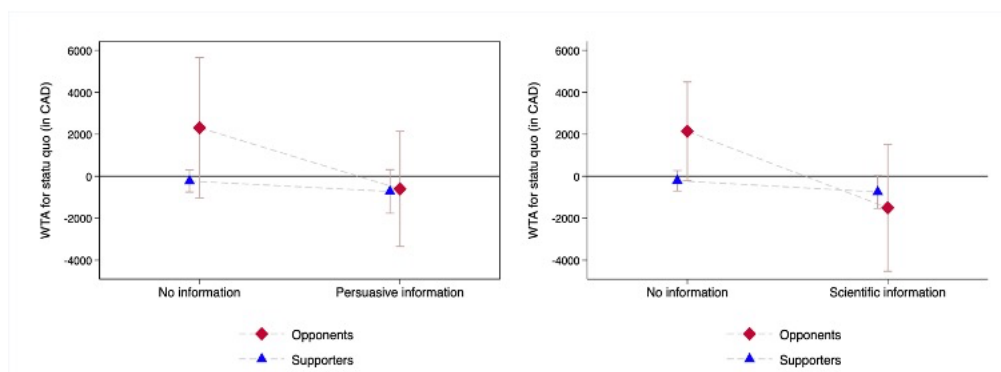 WTA for statu quo (in CAD)
6000
4000
2000
0
-2000
-4000
No information
Persuasive information
Opponents
Supporters
WTA for statu quo (in CAD)
6000
4000
2000
0
-2000
-4000
No information
Scientific information
Opponents
Supporters